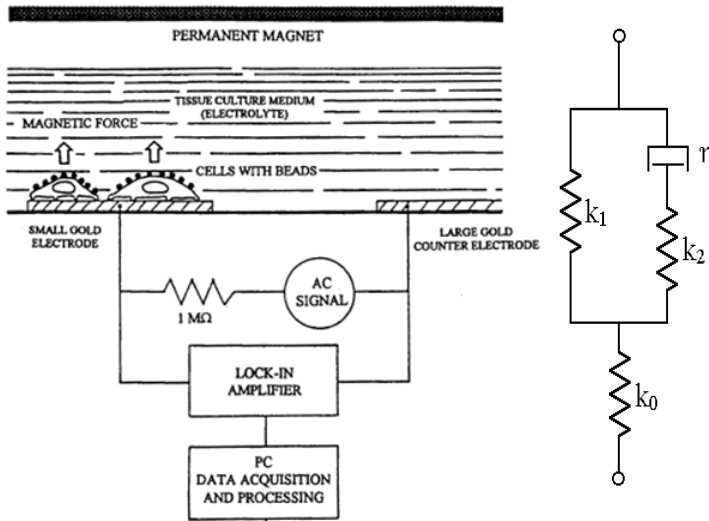 PERMANENT MAGNET
TISSUE CULTURE MEDIUM
(ELECTROLYTE)
MAGNETIC FORCE
CELLS WITH BEADS
SMALL GOLD
ELECTRODE
LARGE GOLD
COUNTER ELECTRODE
1 MΩ
AC
SIGNAL
LOCK-IN
AMPLIFIER
PC
DATA ACQUISITION
AND PROCESSING
r
k₁
k₂
k₀